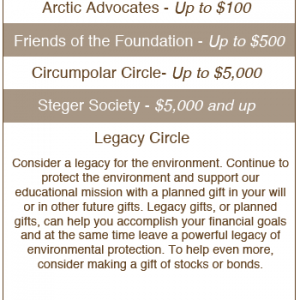 Arctic Advocates - Up to $100
Friends of the Foundation - Up to $500
Circumpolar Circle- Up to $5,000
Steger Society - $5,000 and up
Legacy Circle
Consider a legacy for the environment. Continue to
protect the environment and support our
educational mission with a planned gift in your will
or in other future gifts. Legacy gifts, or planned
gifts, can help you accomplish your financial goals
and at the same time leave a powerful legacy of
environmental protection. To help even more,
consider making a gift of stocks or bonds.